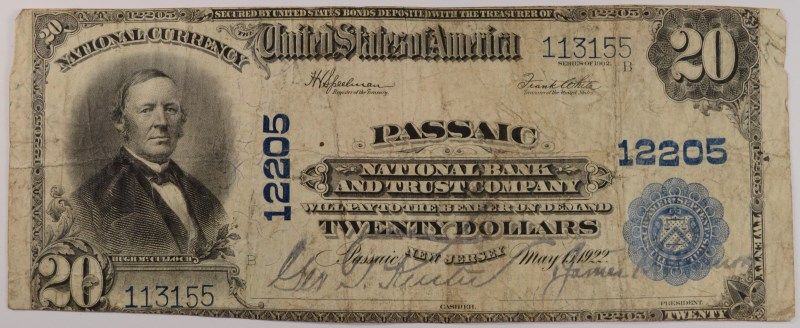 SECURED BY UNITED STATES BONDS DEPOSITED WITH THE TREASURER OF
THE
20
NATIONAL CURRENCY
United States of America
113155
SERIES OF 1902.
B
20
Register of the Treasury.
Treasurer of the United States.
PASSAIC
12205
12205
NATIONAL BANK
AND TRUST COMPANY
WILL PAY TO THE BEARER ON DEMAND
TWENTY DOLLARS
HUGH McCULLOCH
Passaic
NEW JERSEY
May 13, 1922
20
113155
CASHIER.
PRESIDENT.
TWENTY
12205
12205